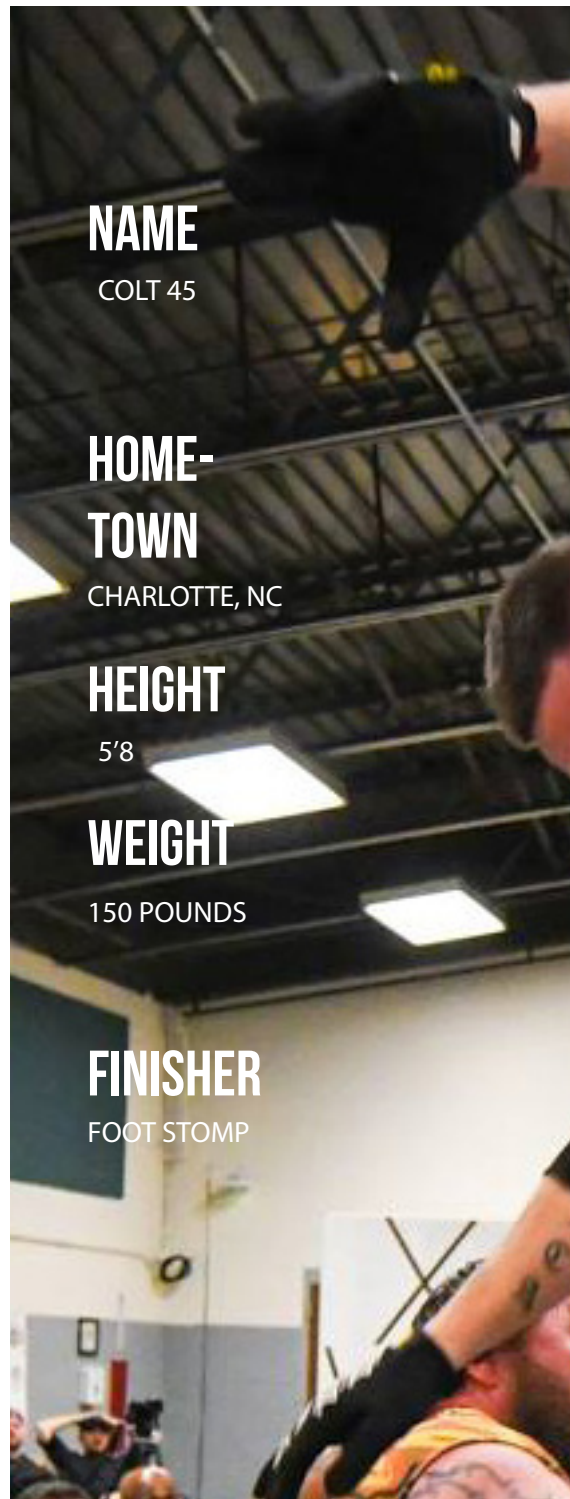 NAME
COLT 45
HOME-
TOWN
CHARLOTTE, NC
HEIGHT
5’8
WEIGHT
150 POUNDS
FINISHER
FOOT STOMP